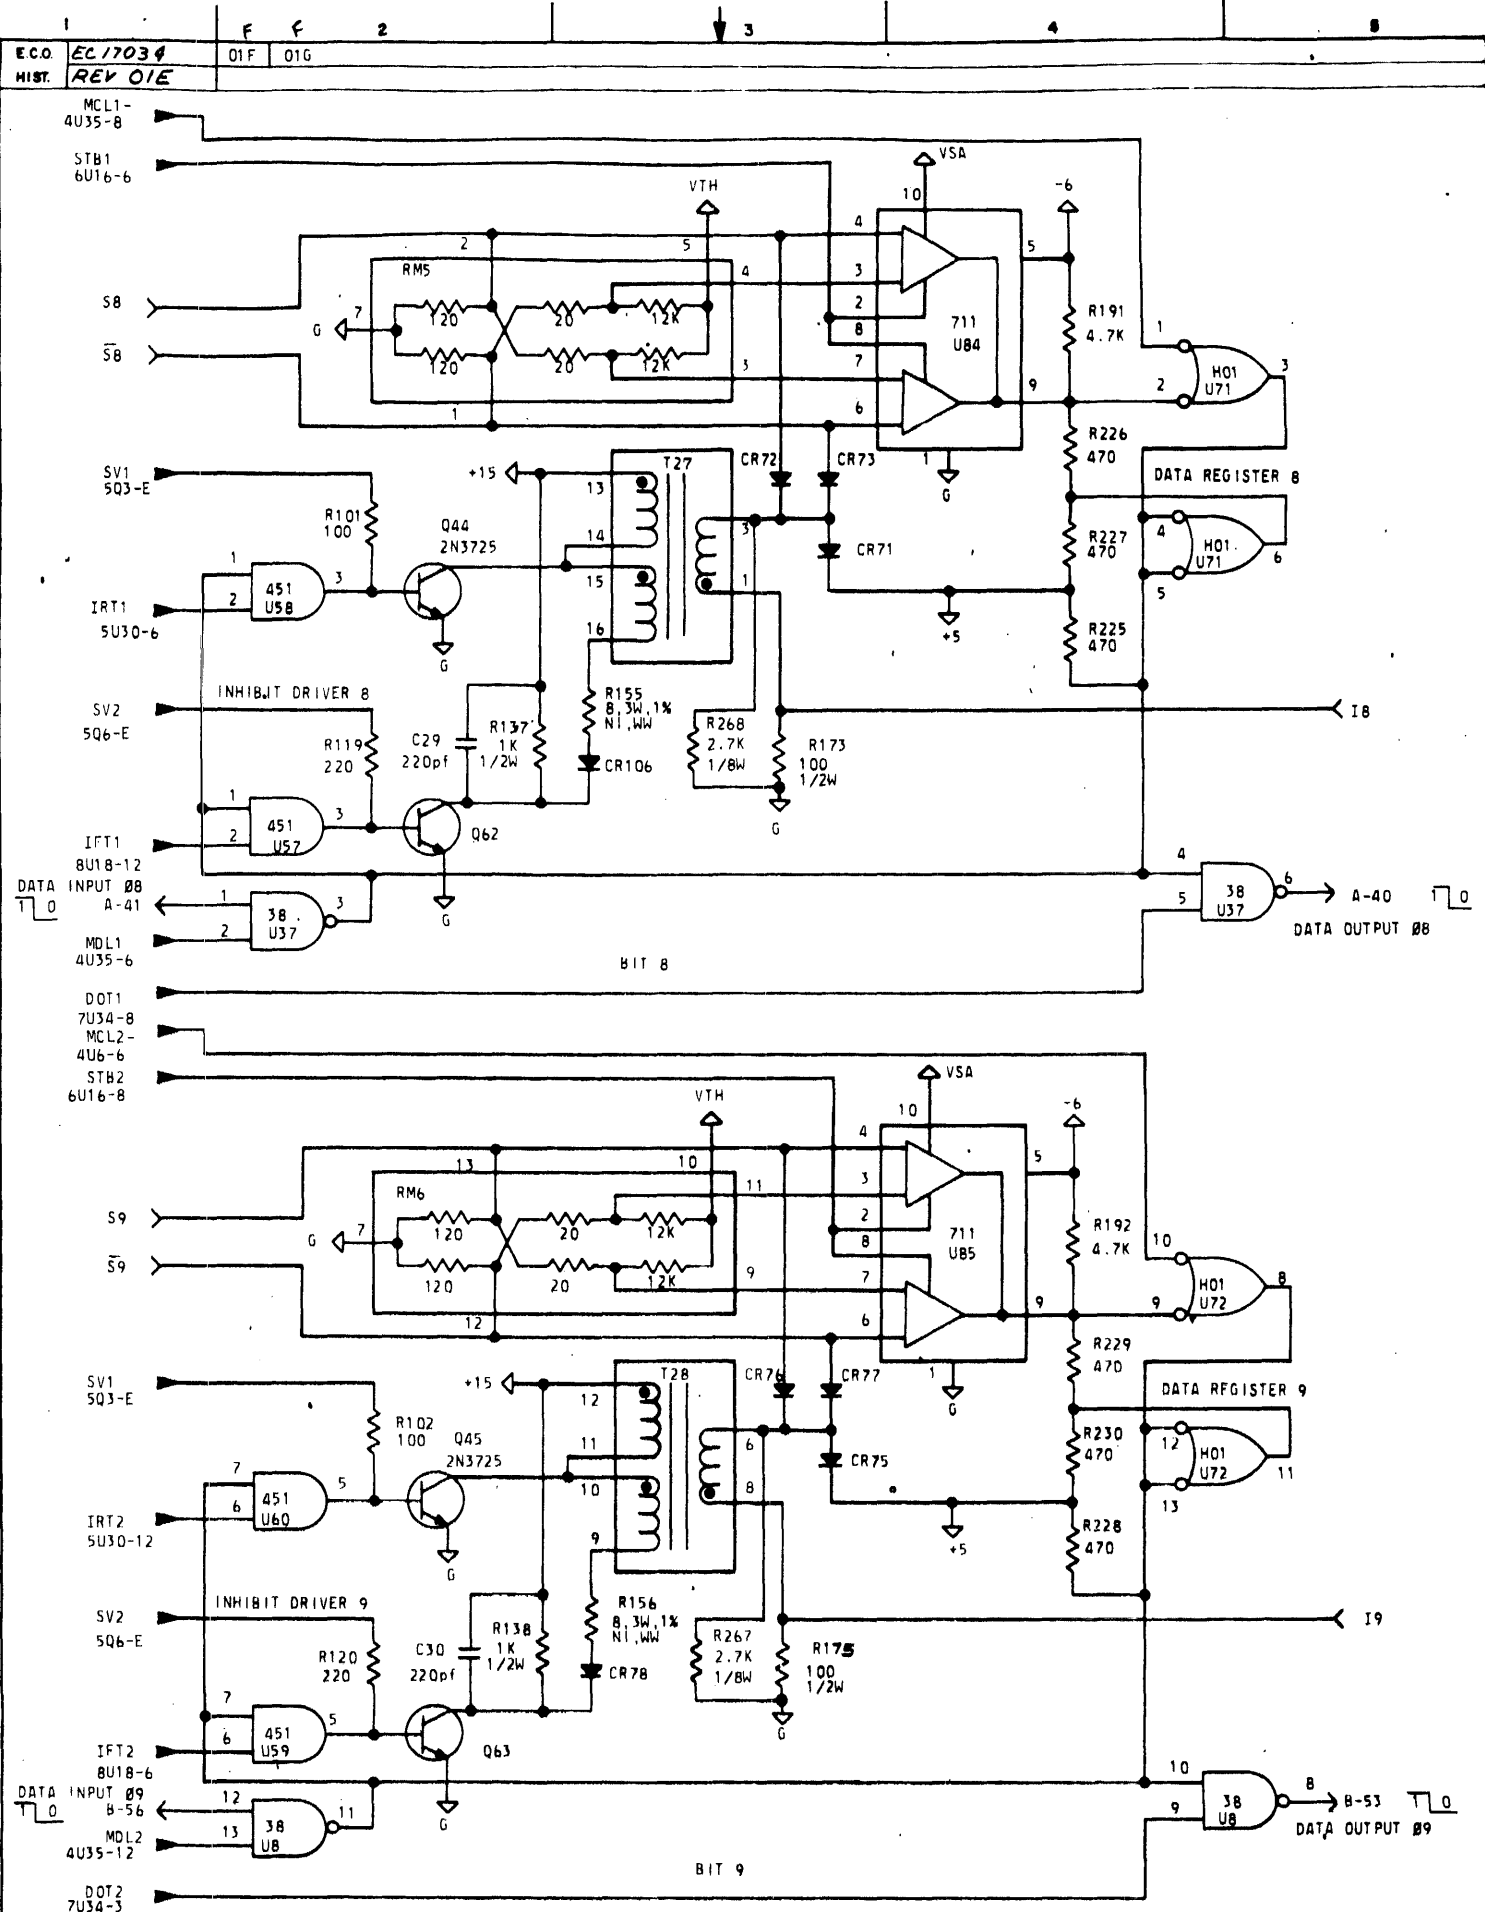 1 F F 2 3 4 5
E.C.O. EC 17034 01F 01G
HIST. REV 01E
MCL1-
4U35-8
STB1
6U16-6
VSA
10
-6
VTH
2 5 4 5
RM5 4 3
S8 7 120 20 12K 2 711 R191
G 8 U84 4.7K 1
S̅8 120 20 12K 3 7 9 2 H01 3
U71
1 6
R226
470
SV1 +15 T27 CR72 CR73 1 G DATA REGISTER 8
5Q3-E 13
R101 Q44 14 3 R227 4 H01
100 2N3725 CR71 470 U71 6
1 451 3 15 1 5
2 U58 +5
IRT1 R225
5U30-6 G 16 470
INHIBIT DRIVER 8 R155
8,3W,1%
NI,WW
SV2 I8
5Q6-E R119 C29 R137 R268 R173
220 220pf 1K 2.7K 100
1/2W CR106 1/8W 1/2W
1 451 3 G
2 U57 Q62
IFT1
8U18-12 4
DATA INPUT Ø8 5 38 6 A-40 1 0
1 0 A-41 1 38 3 G U37
2 U37 DATA OUTPUT Ø8
MDL1
4U35-6
BIT 8
DOT1
7U34-8
MCL2-
4U6-6
STB2
6U16-8
VSA
10
-6
VTH
13 10 4 5
RM6 11 3
S9 7 120 20 12K 2 711 R192
G 8 U85 4.7K 10
S̅9 120 20 12K 9 7 9 9 H01 8
U72
12 6
R229
470
SV1 +15 T28 CR76 CR77 1 G DATA REGISTER 9
5Q3-E 12
R102 Q45 11 6 R230 12 H01
100 2N3725 CR75 470 U72 11
7 451 5 10 8 13
6 U60 +5
IRT2 R228
5U30-12 G 9 470
INHIBIT DRIVER 9 R156
8,3W,1%
NI,WW
SV2 I9
5Q6-E R120 C30 R138 R267 R175
220 220pf 1K 2.7K 100
1/2W CR78 1/8W 1/2W
7 451 5 G
6 U59 Q63
IFT2
8U18-6 10
DATA INPUT Ø9 9 38 8 B-53 1 0
1 0 B-56 12 38 11 G U8
13 U8 DATA OUTPUT Ø9
MDL2
4U35-12
BIT 9
DOT2
7U34-3